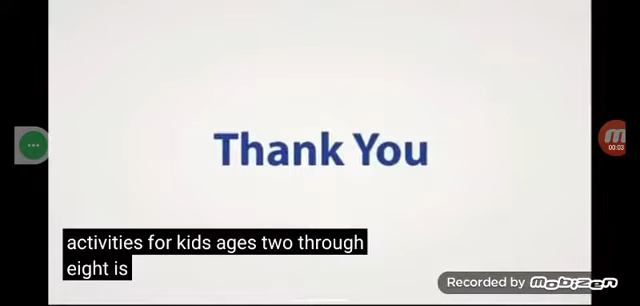 Thank You
00:03
activities for kids ages two through
eight is
Recorded by mobizen